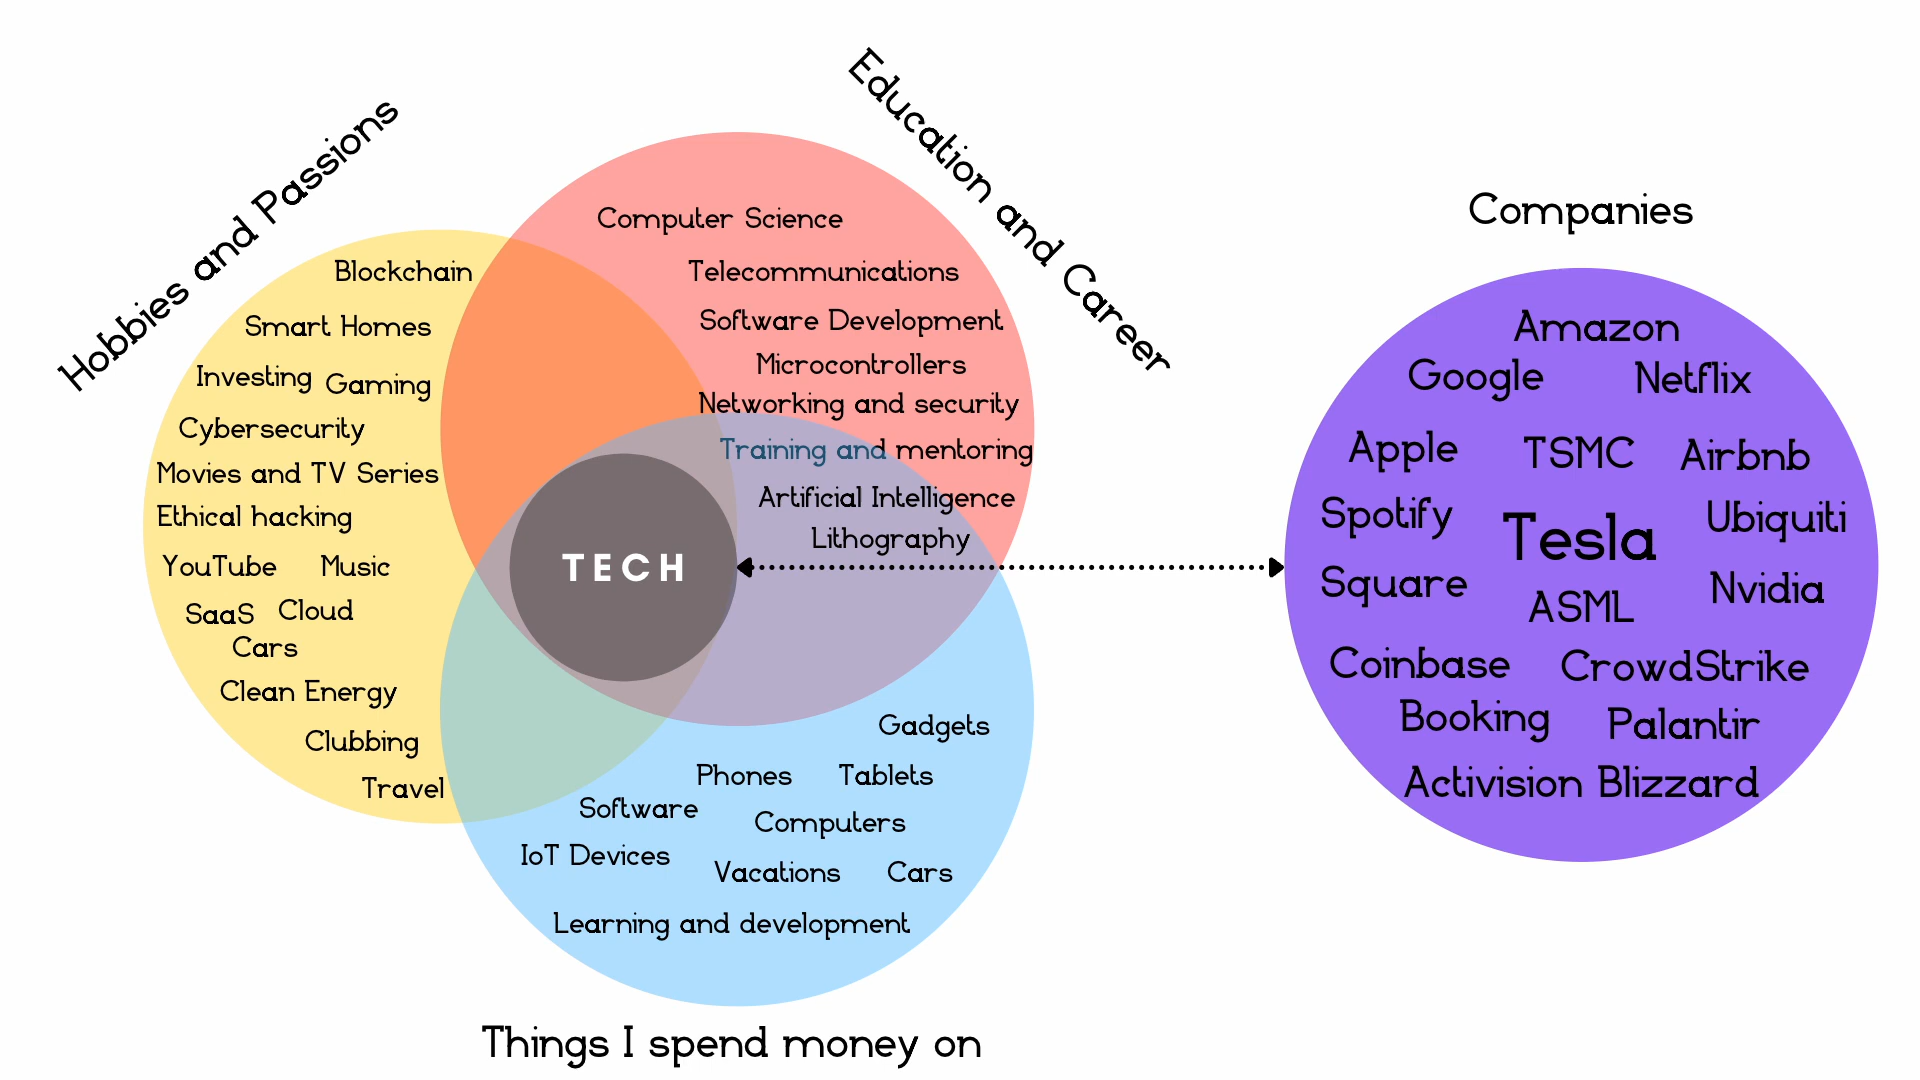 Hobbies and Passions
Education and Career
Companies
Blockchain
Smart Homes
Investing
Gaming
Cybersecurity
Movies and TV Series
Ethical hacking
YouTube
Music
SaaS
Cloud
Cars
Clean Energy
Clubbing
Travel
Computer Science
Telecommunications
Software Development
Microcontrollers
Networking and security
Training and mentoring
Artificial Intelligence
Lithography
TECH
Gadgets
Phones
Tablets
Software
Computers
IoT Devices
Vacations
Cars
Learning and development
Things I spend money on
Amazon
Google
Netflix
Apple
TSMC
Airbnb
Spotify
Tesla
Ubiquiti
Square
ASML
Nvidia
Coinbase
CrowdStrike
Booking
Palantir
Activision Blizzard